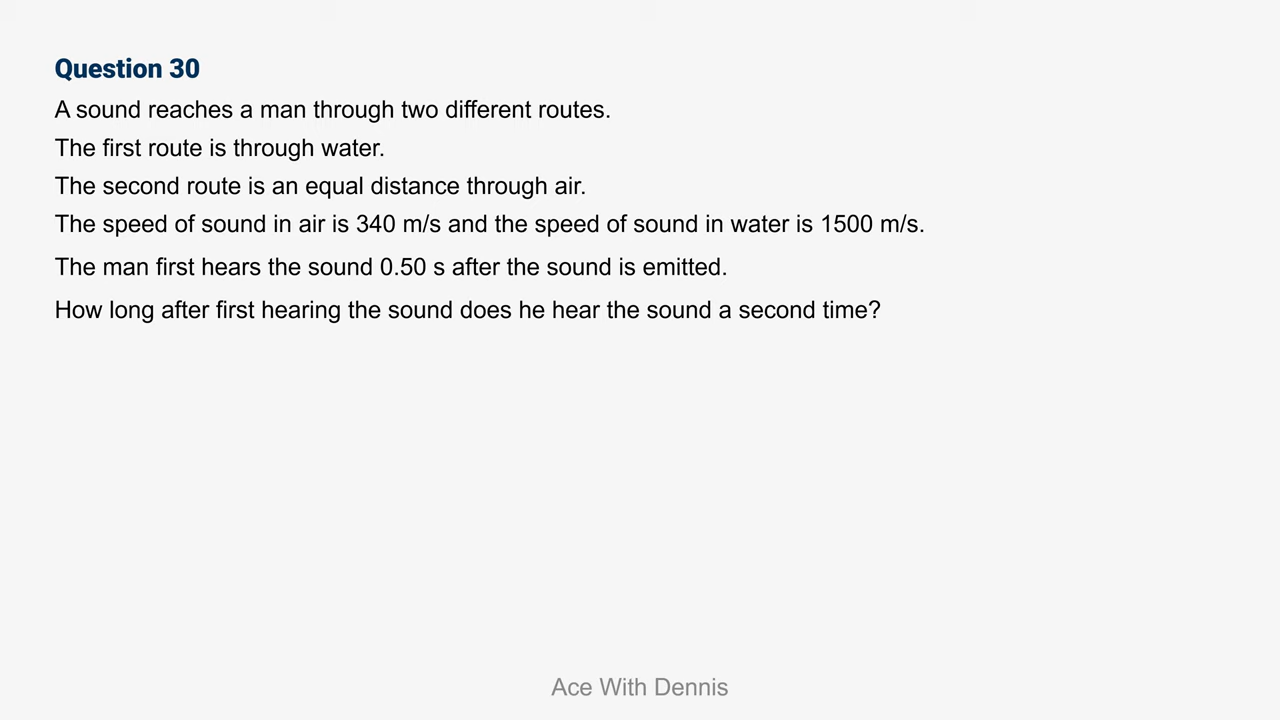 Question 30
A sound reaches a man through two different routes.
The first route is through water.
The second route is an equal distance through air.
The speed of sound in air is 340 m/s and the speed of sound in water is 1500 m/s.
The man first hears the sound 0.50 s after the sound is emitted.
How long after first hearing the sound does he hear the sound a second time?
Ace With Dennis